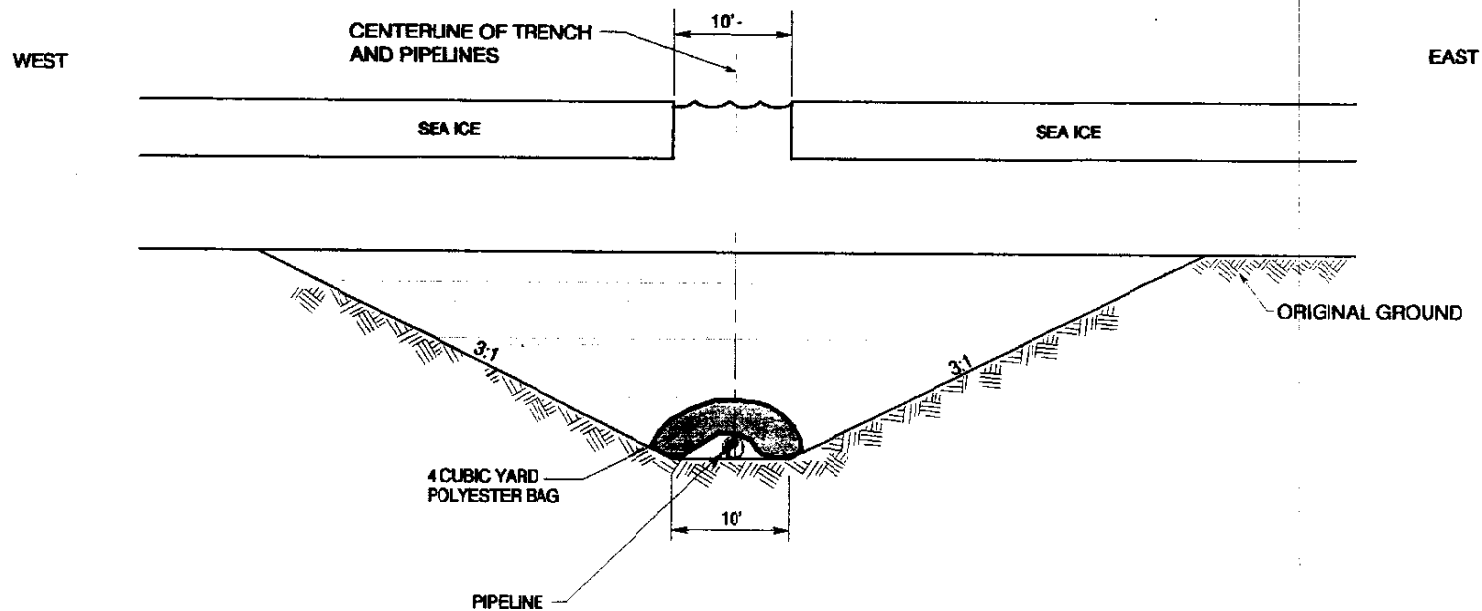 WEST
CENTERLINE OF TRENCH
AND PIPELINES
10'-
EAST
SEA ICE
SEA ICE
ORIGINAL GROUND
3:1
3:1
4 CUBIC YARD
POLYESTER BAG
10'
PIPELINE